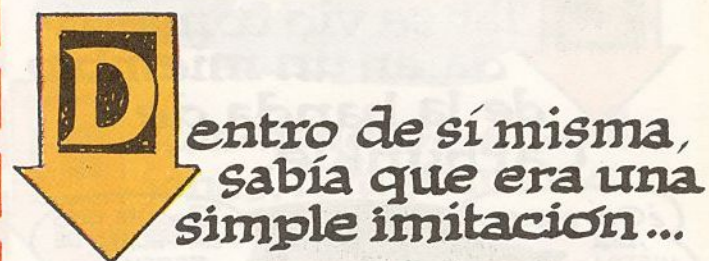 Dentro de sí misma,
sabía que era una
simple imitación...